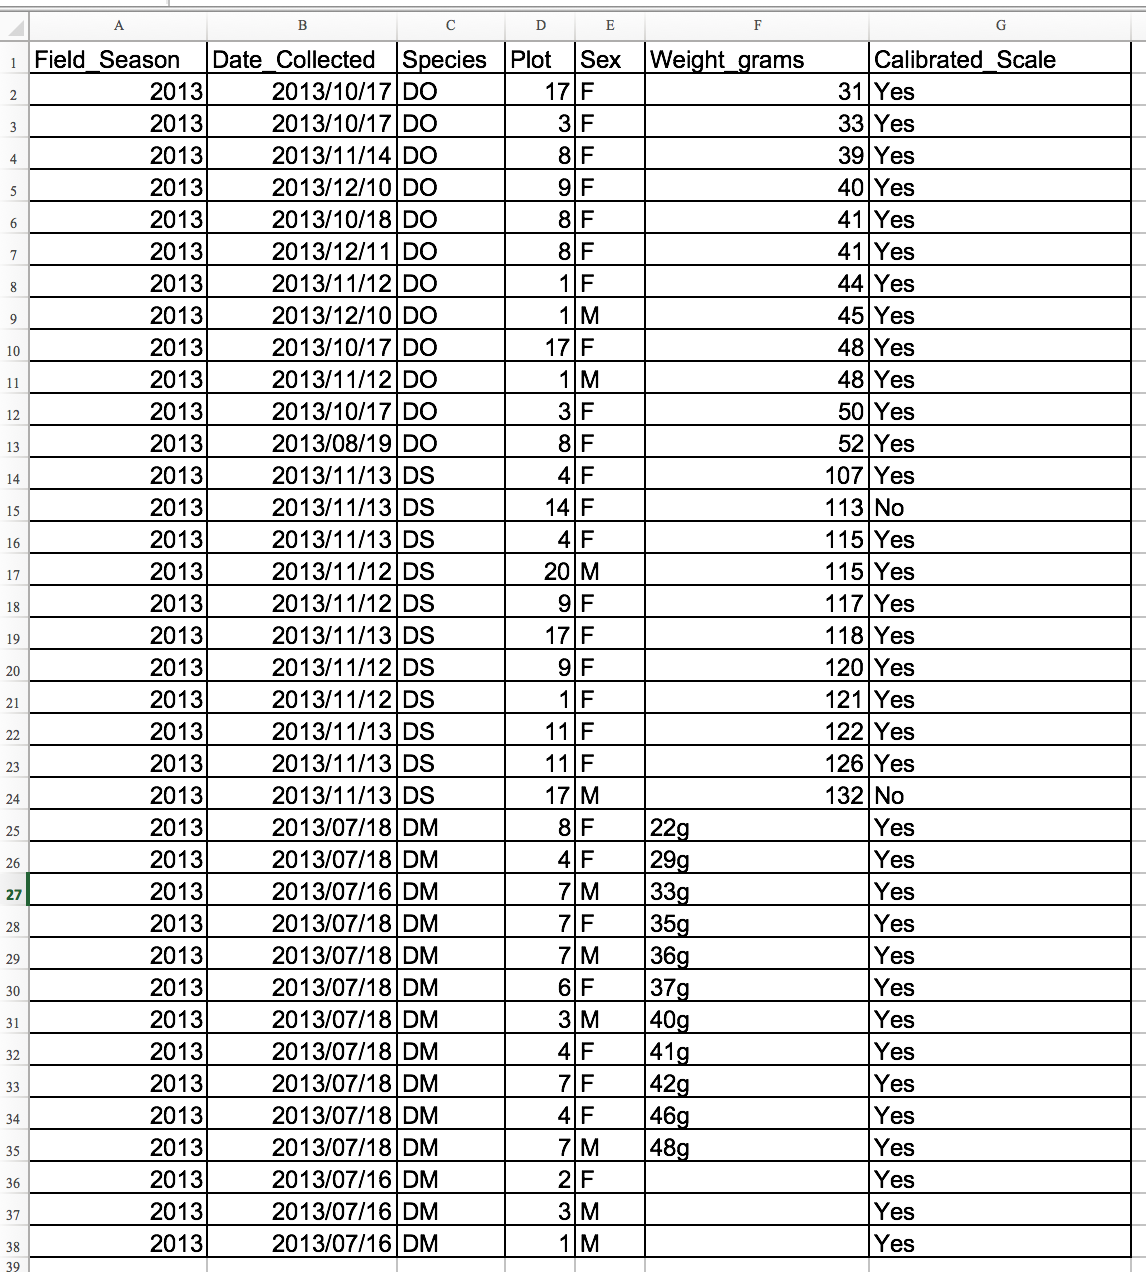 A B C D E F G
1 Field_Season Date_Collected Species Plot Sex Weight_grams Calibrated_Scale
2 2013 2013/10/17 DO 17 F 31 Yes
3 2013 2013/10/17 DO 3 F 33 Yes
4 2013 2013/11/14 DO 8 F 39 Yes
5 2013 2013/12/10 DO 9 F 40 Yes
6 2013 2013/10/18 DO 8 F 41 Yes
7 2013 2013/12/11 DO 8 F 41 Yes
8 2013 2013/11/12 DO 1 F 44 Yes
9 2013 2013/12/10 DO 1 M 45 Yes
10 2013 2013/10/17 DO 17 F 48 Yes
11 2013 2013/11/12 DO 1 M 48 Yes
12 2013 2013/10/17 DO 3 F 50 Yes
13 2013 2013/08/19 DO 8 F 52 Yes
14 2013 2013/11/13 DS 4 F 107 Yes
15 2013 2013/11/13 DS 14 F 113 No
16 2013 2013/11/13 DS 4 F 115 Yes
17 2013 2013/11/12 DS 20 M 115 Yes
18 2013 2013/11/12 DS 9 F 117 Yes
19 2013 2013/11/13 DS 17 F 118 Yes
20 2013 2013/11/12 DS 9 F 120 Yes
21 2013 2013/11/12 DS 1 F 121 Yes
22 2013 2013/11/13 DS 11 F 122 Yes
23 2013 2013/11/13 DS 11 F 126 Yes
24 2013 2013/11/13 DS 17 M 132 No
25 2013 2013/07/18 DM 8 F 22g Yes
26 2013 2013/07/18 DM 4 F 29g Yes
27 2013 2013/07/16 DM 7 M 33g Yes
28 2013 2013/07/18 DM 7 F 35g Yes
29 2013 2013/07/18 DM 7 M 36g Yes
30 2013 2013/07/18 DM 6 F 37g Yes
31 2013 2013/07/18 DM 3 M 40g Yes
32 2013 2013/07/18 DM 4 F 41g Yes
33 2013 2013/07/18 DM 7 F 42g Yes
34 2013 2013/07/18 DM 4 F 46g Yes
35 2013 2013/07/18 DM 7 M 48g Yes
36 2013 2013/07/16 DM 2 F Yes
37 2013 2013/07/16 DM 3 M Yes
38 2013 2013/07/16 DM 1 M Yes
39